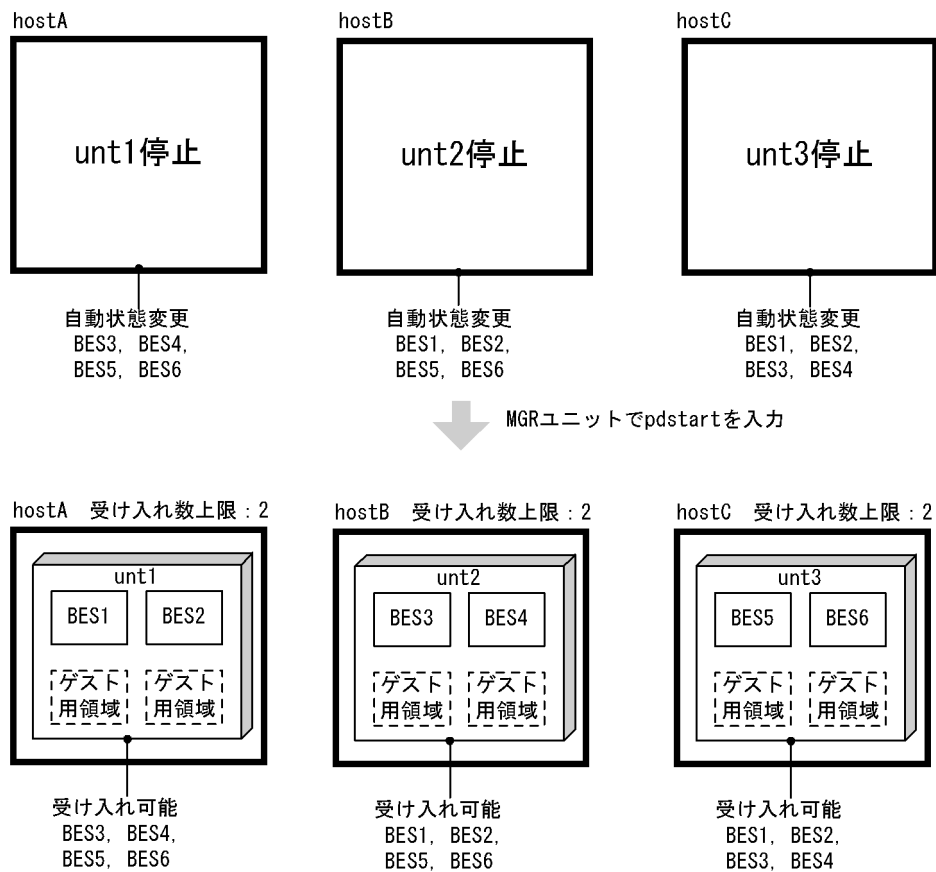 hostA
hostB
hostC
unt1停止
unt2停止
unt3停止
自動状態変更
BES3, BES4,
BES5, BES6
自動状態変更
BES1, BES2,
BES5, BES6
自動状態変更
BES1, BES2,
BES3, BES4
MGRユニットでpdstartを入力
hostA 受け入れ数上限：2
hostB 受け入れ数上限：2
hostC 受け入れ数上限：2
unt1
BES1
BES2
ゲスト
用領域
ゲスト
用領域
unt2
BES3
BES4
ゲスト
用領域
ゲスト
用領域
unt3
BES5
BES6
ゲスト
用領域
ゲスト
用領域
受け入れ可能
BES3, BES4,
BES5, BES6
受け入れ可能
BES1, BES2,
BES5, BES6
受け入れ可能
BES1, BES2,
BES3, BES4